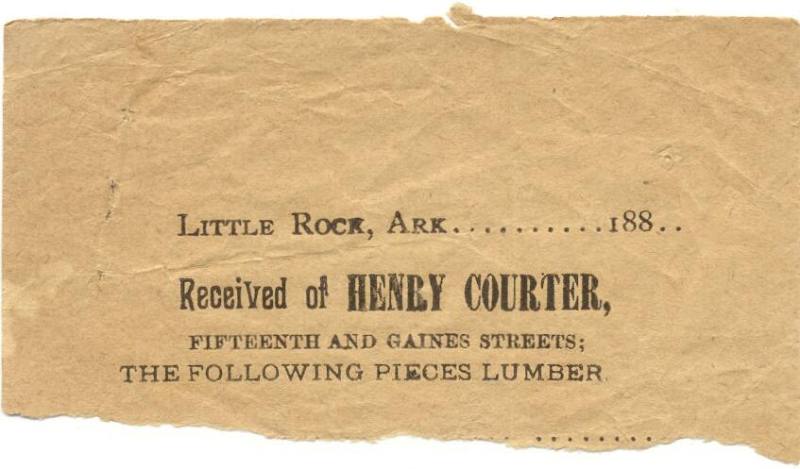 LITTLE ROCK, ARK...........188..
Received of HENRY COURTER,
FIFTEENTH AND GAINES STREETS;
THE FOLLOWING PIECES LUMBER
........